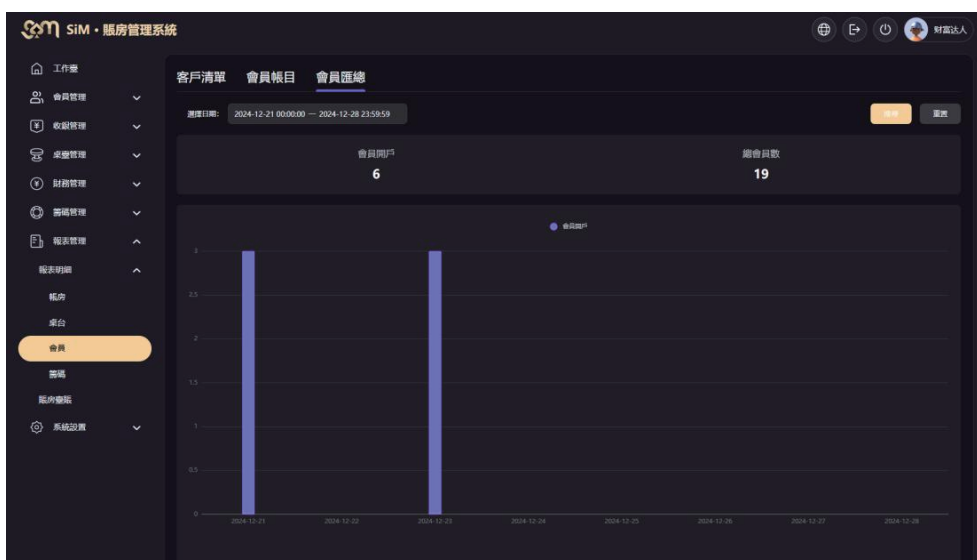 SiM・賬房管理系統
财富达人
工作臺
會員管理
收銀管理
桌臺管理
財務管理
籌碼管理
報表管理
報表明細
帳房
桌台
會員
籌碼
賬房臺賬
系統設置
客戶清單 會員帳目 會員匯總
選擇日期: 2024-12-21 00:00:00 — 2024-12-28 23:59:59
重置
會員開戶
6
總會員數
19
會員開戶
3
2.5
2
1.5
1
0.5
0
2024-12-21 2024-12-22 2024-12-23 2024-12-24 2024-12-25 2024-12-26 2024-12-27 2024-12-28